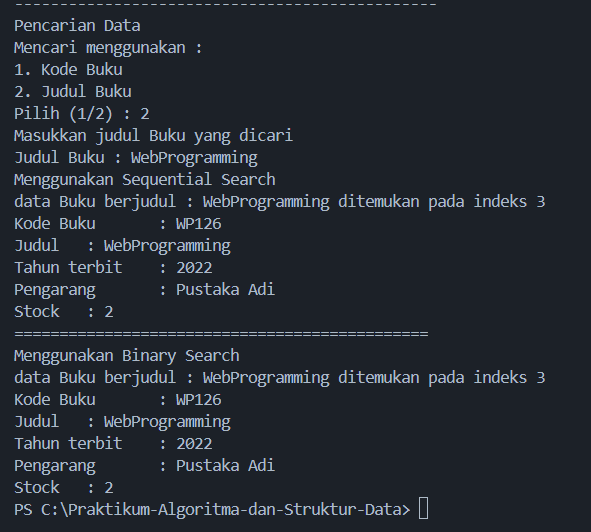 -----------------------------------------------
Pencarian Data
Mencari menggunakan :
1. Kode Buku
2. Judul Buku
Pilih (1/2) : 2
Masukkan judul Buku yang dicari
Judul Buku : WebProgramming
Menggunakan Sequential Search
data Buku berjudul : WebProgramming ditemukan pada indeks 3
Kode Buku       : WP126
Judul   : WebProgramming
Tahun terbit    : 2022
Pengarang       : Pustaka Adi
Stock   : 2
==============================================
Menggunakan Binary Search
data Buku berjudul : WebProgramming ditemukan pada indeks 3
Kode Buku       : WP126
Judul   : WebProgramming
Tahun terbit    : 2022
Pengarang       : Pustaka Adi
Stock   : 2
PS C:\Praktikum-Algoritma-dan-Struktur-Data>